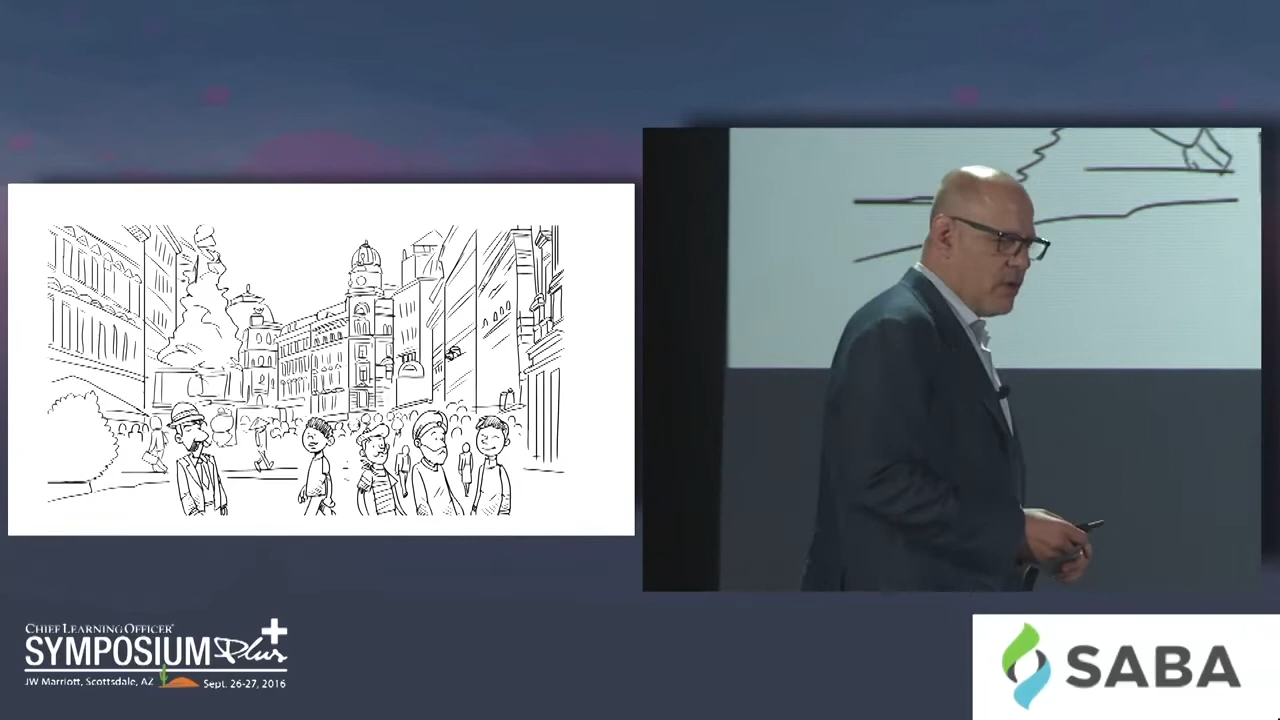 CHIEF LEARNING OFFICER®
SYMPOSIUM Plus
JW Marriott, Scottsdale, AZ Sept. 26-27, 2016
SABA